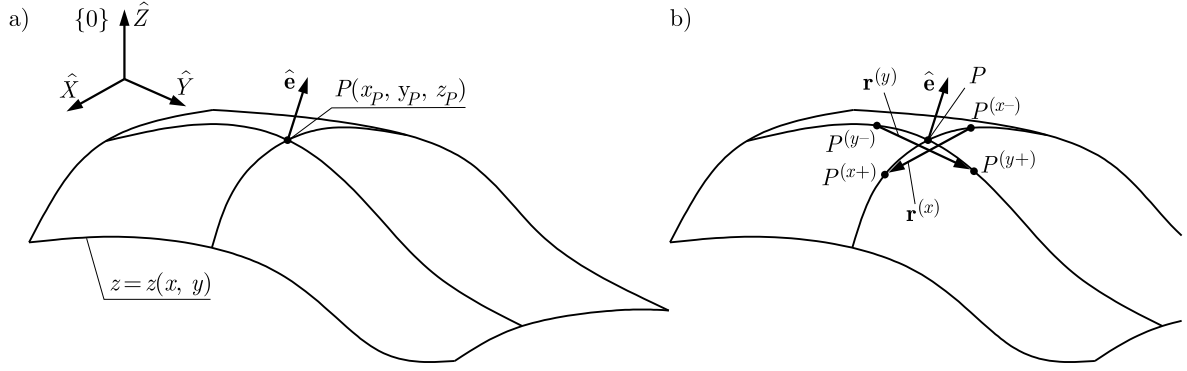 a)
{0}
Ẑ
X̂
Ŷ
ê
P(x_P, y_P, z_P)
z=z(x, y)
b)
r^(y)
ê
P
P^(x−)
P^(y−)
P^(x+)
P^(y+)
r^(x)